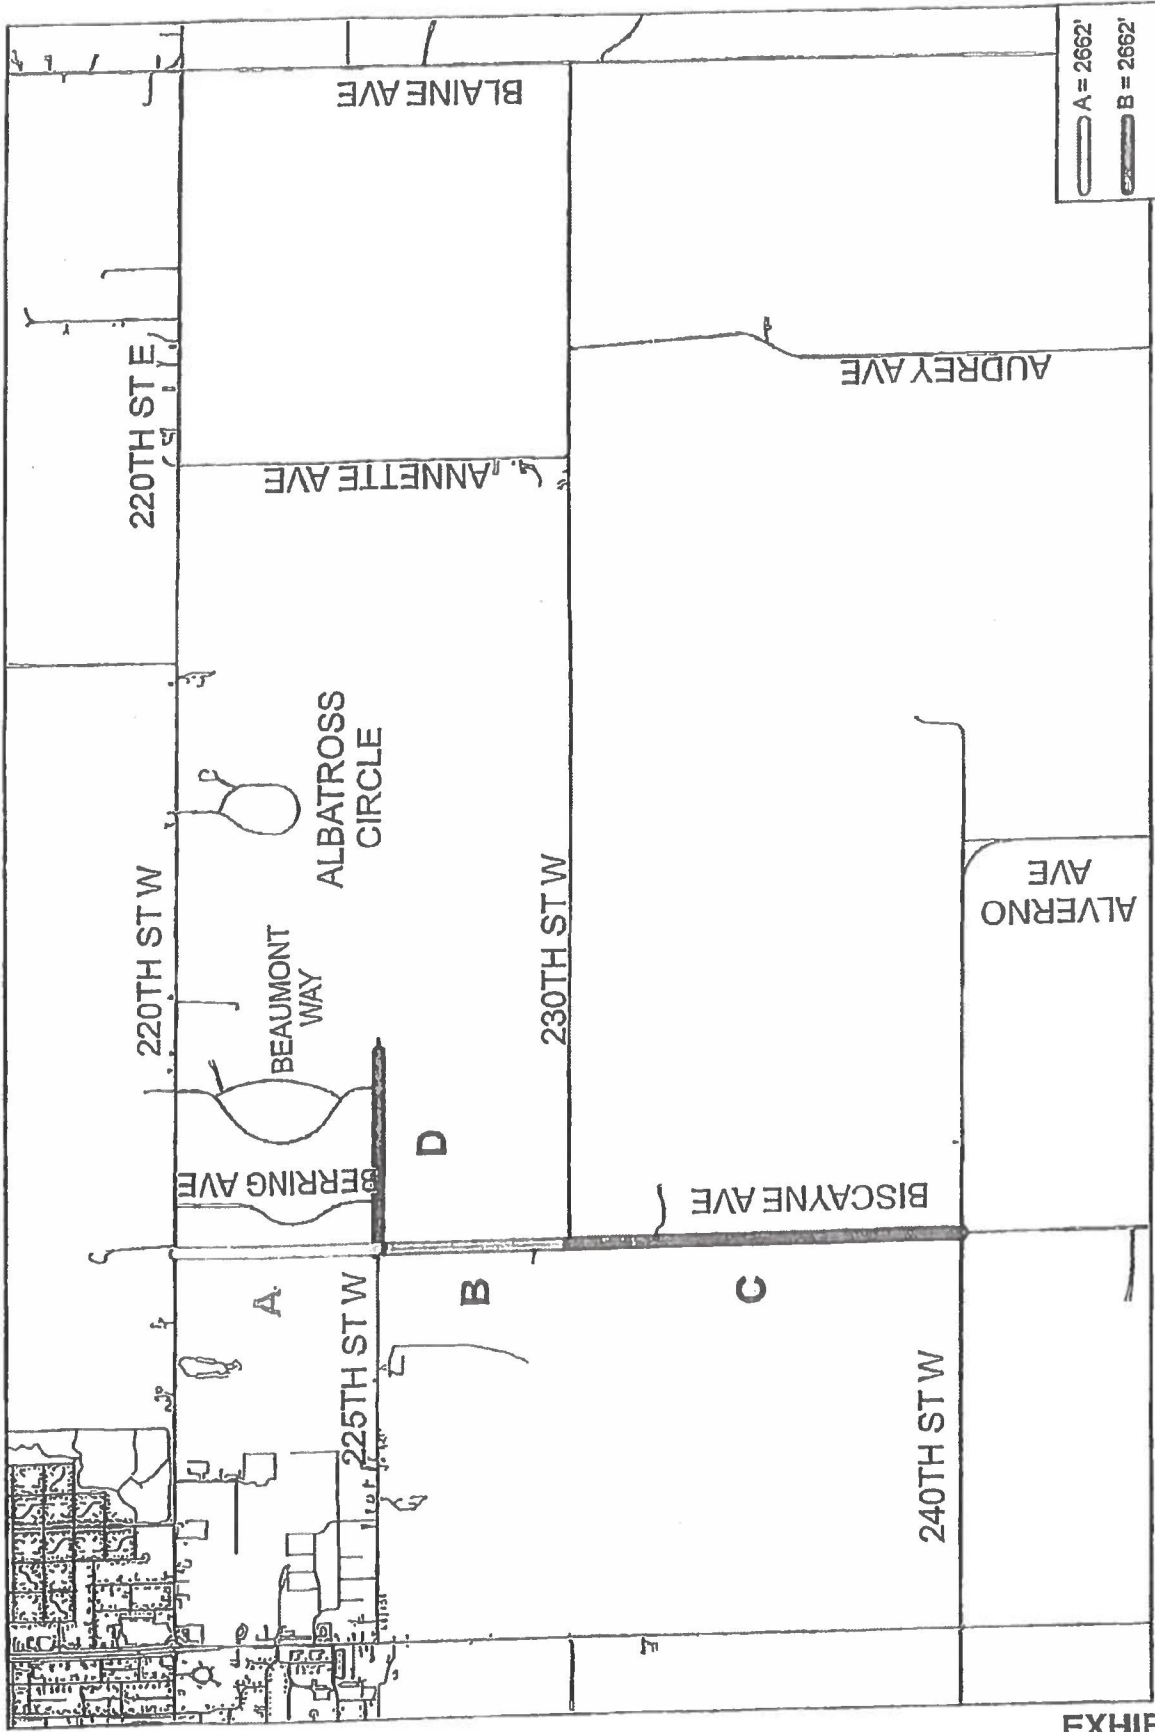 220TH ST W
220TH ST E
BERRING AVE
BEAUMONT
WAY
ALBATROSS
CIRCLE
ANNETTE AVE
BLAINE AVE
A
225TH ST W
D
B
230TH ST W
C
BISCAYNE AVE
AUDREY AVE
240TH ST W
ALVERNO
AVE
A = 2662'
B = 2662'